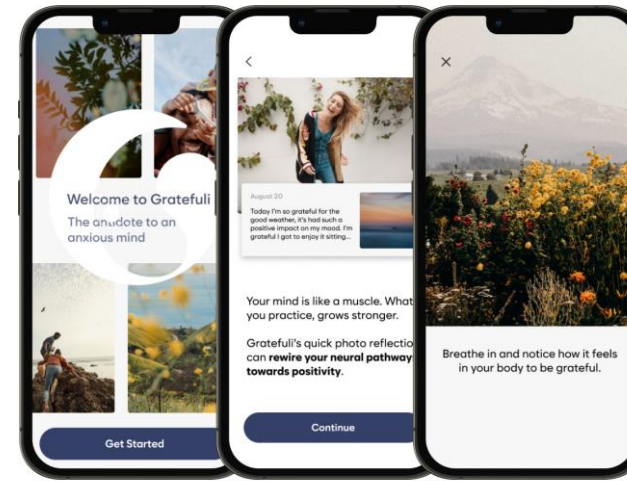 Welcome to Gratefuli
The antidote to an
anxious mind
Get Started
August 20
Today I'm so grateful for the
good weather, it's had such a
positive impact on my mood. I'm
grateful I got to enjoy it sitting...
Your mind is like a muscle. What
you practice, grows stronger.
Gratefuli's quick photo reflectio
can rewire your neural pathway
towards positivity.
Continue
Breathe in and notice how it feels
in your body to be grateful.